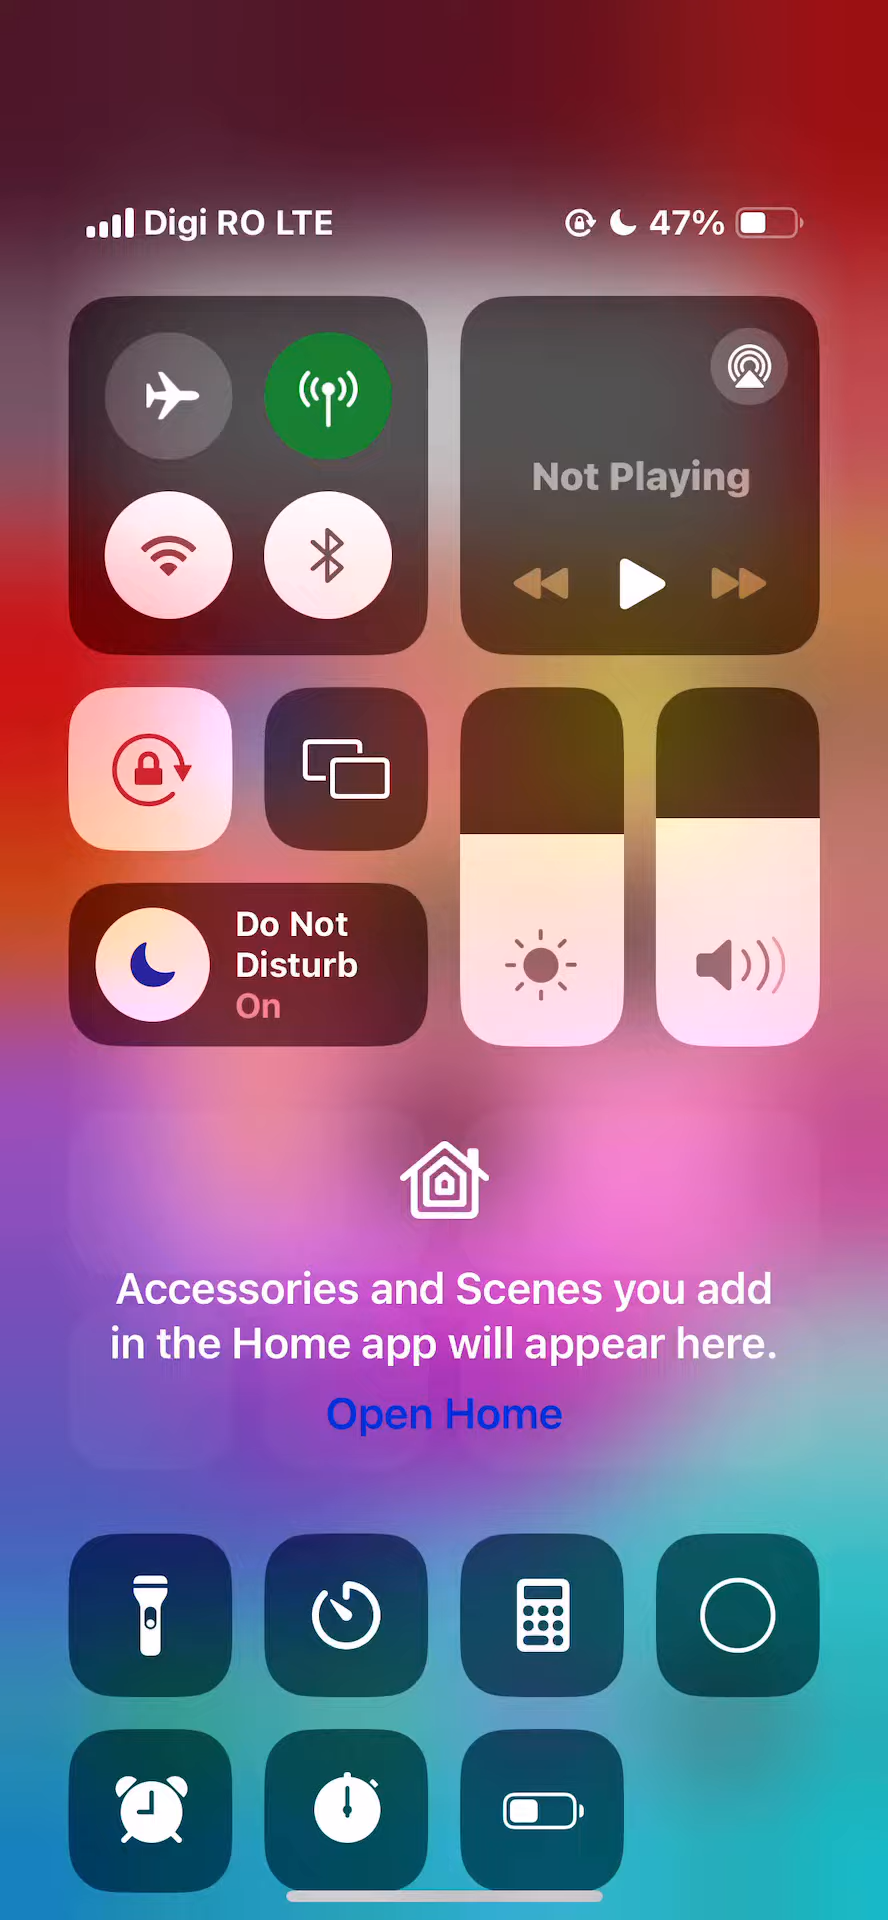 Digi RO LTE
47%
Not Playing
Do Not
Disturb
On
Accessories and Scenes you add
in the Home app will appear here.
Open Home